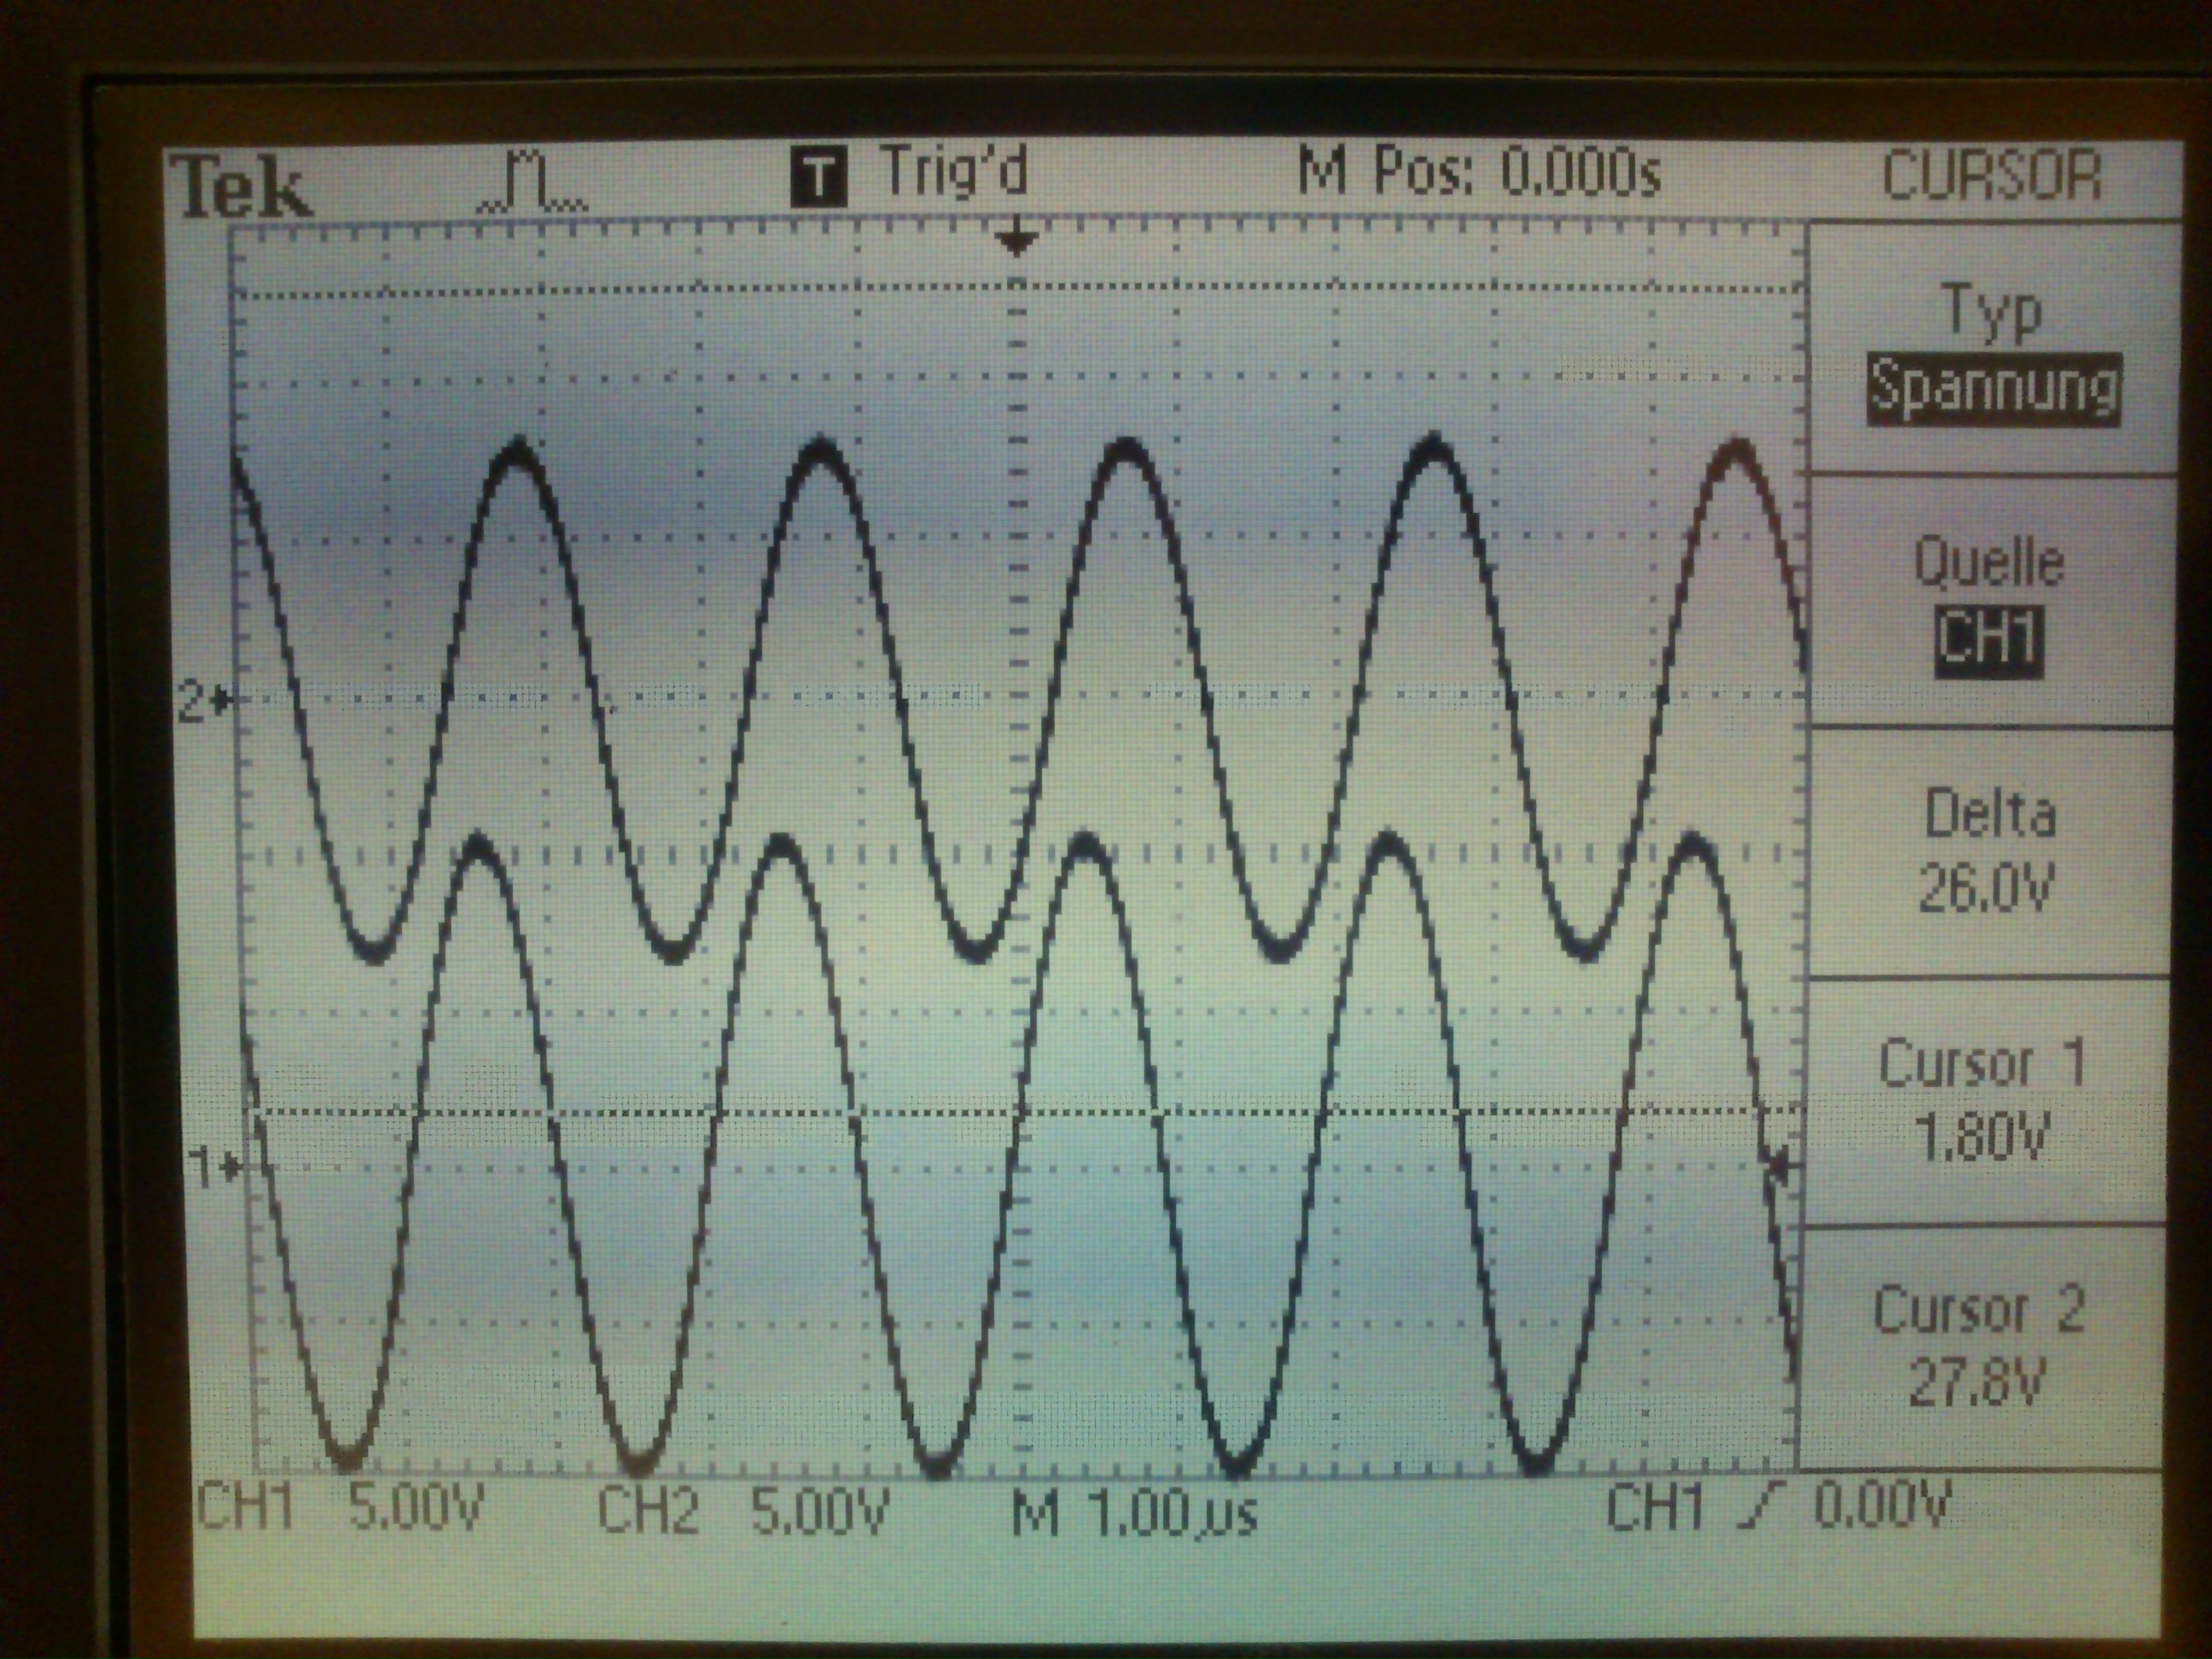 Tek T Trig'd M Pos: 0.000s CURSOR
Typ
Spannung
Quelle
CH1
2
Delta
26.0V
Cursor 1
1.80V
1
Cursor 2
27.8V
CH1 5.00V CH2 5.00V M 1.00µs CH1 0.00V